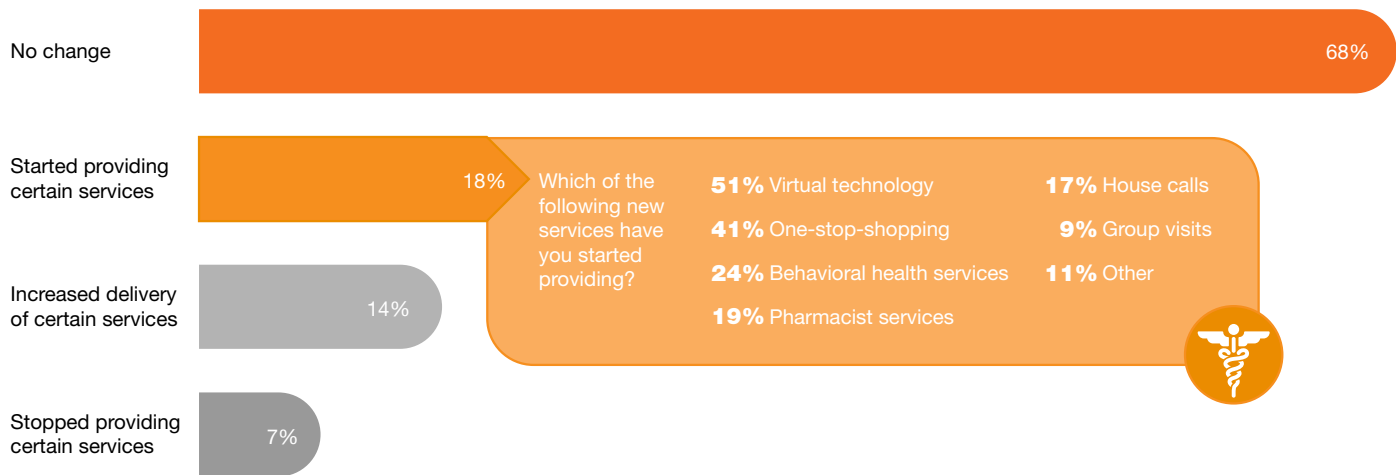 No change
68%
Started providing
certain services
18%
Which of the
following new
services have
you started
providing?
51% Virtual technology
41% One-stop-shopping
24% Behavioral health services
19% Pharmacist services
17% House calls
9% Group visits
11% Other
Increased delivery
of certain services
14%
Stopped providing
certain services
7%